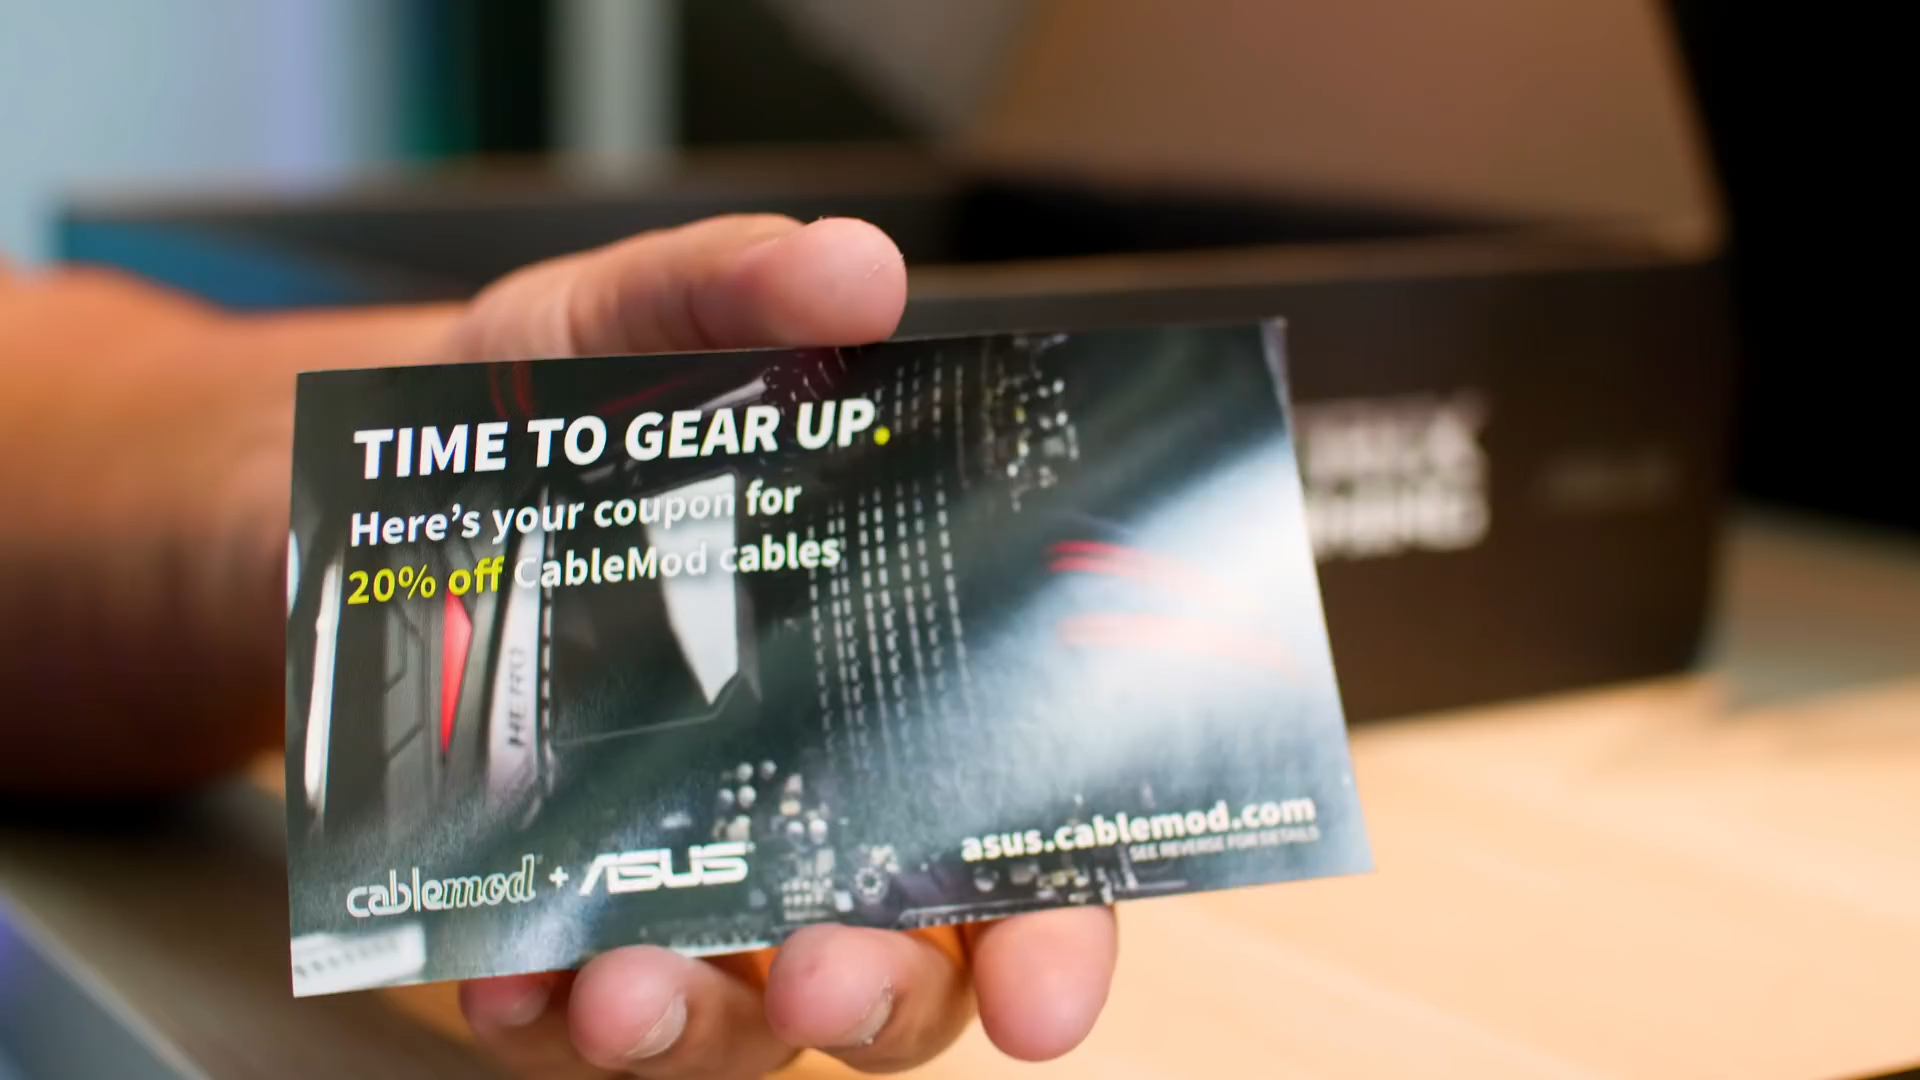 TIME TO GEAR UP.
Here's your coupon for
20% off CableMod cables
HERO
cablemod + ASUS
asus.cablemod.com
SEE REVERSE FOR DETAILS